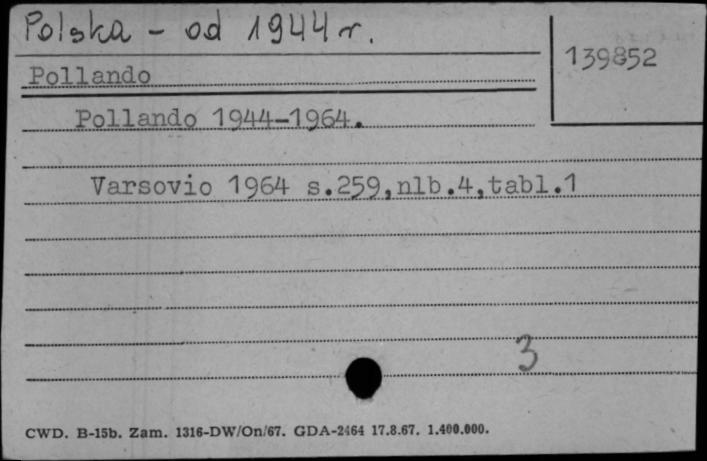 Polska - od 1944 r.
139852
Pollando
Pollando 1944-1964.
Varsovio 1964 s.259,nlb.4,tabl.1
3
CWD. B-15b. Zam. 1316-DW/On/67. GDA-2464 17.8.67. 1.400.000.